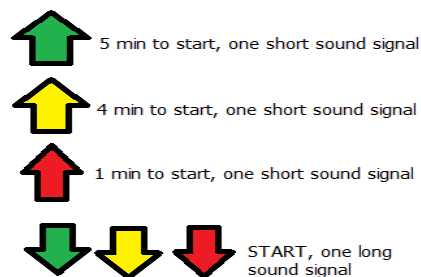 5 min to start, one short sound signal
4 min to start, one short sound signal
1 min to start, one short sound signal
START, one long
sound signal